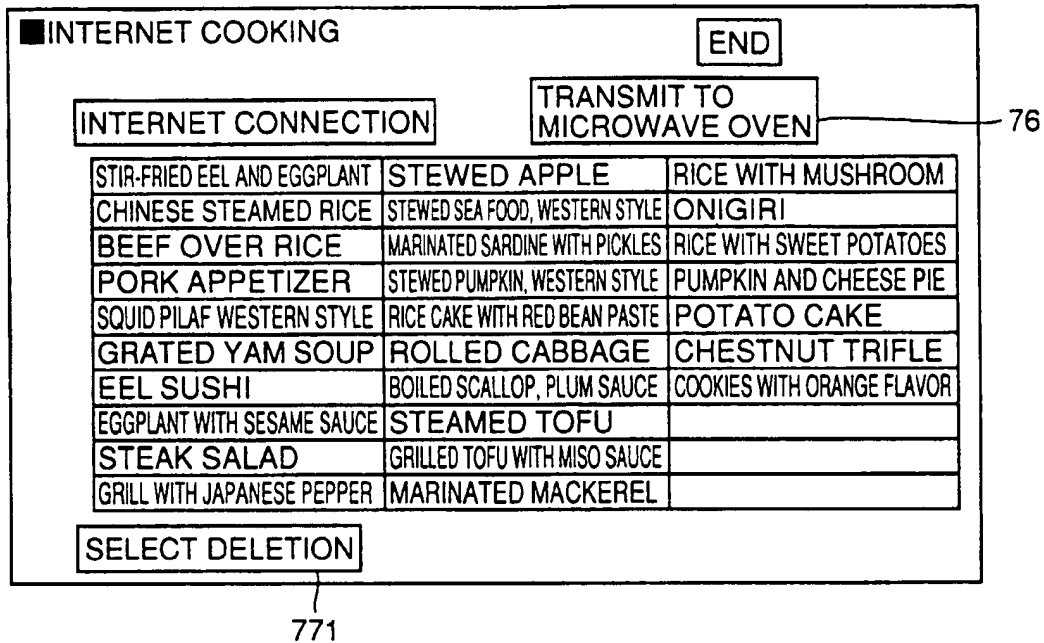 ■INTERNET COOKING
END
INTERNET CONNECTION
TRANSMIT TO
MICROWAVE OVEN
76
STIR-FRIED EEL AND EGGPLANT STEWED APPLE RICE WITH MUSHROOM
CHINESE STEAMED RICE STEWED SEA FOOD, WESTERN STYLE ONIGIRI
BEEF OVER RICE MARINATED SARDINE WITH PICKLES RICE WITH SWEET POTATOES
PORK APPETIZER STEWED PUMPKIN, WESTERN STYLE PUMPKIN AND CHEESE PIE
SQUID PILAF WESTERN STYLE RICE CAKE WITH RED BEAN PASTE POTATO CAKE
GRATED YAM SOUP ROLLED CABBAGE CHESTNUT TRIFLE
EEL SUSHI BOILED SCALLOP, PLUM SAUCE COOKIES WITH ORANGE FLAVOR
EGGPLANT WITH SESAME SAUCE STEAMED TOFU
STEAK SALAD GRILLED TOFU WITH MISO SAUCE
GRILL WITH JAPANESE PEPPER MARINATED MACKEREL
SELECT DELETION
771